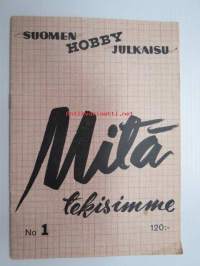 SUOMEN
HOBBY
JULKAISU
Mitä
tekisimme
No 1
120:-